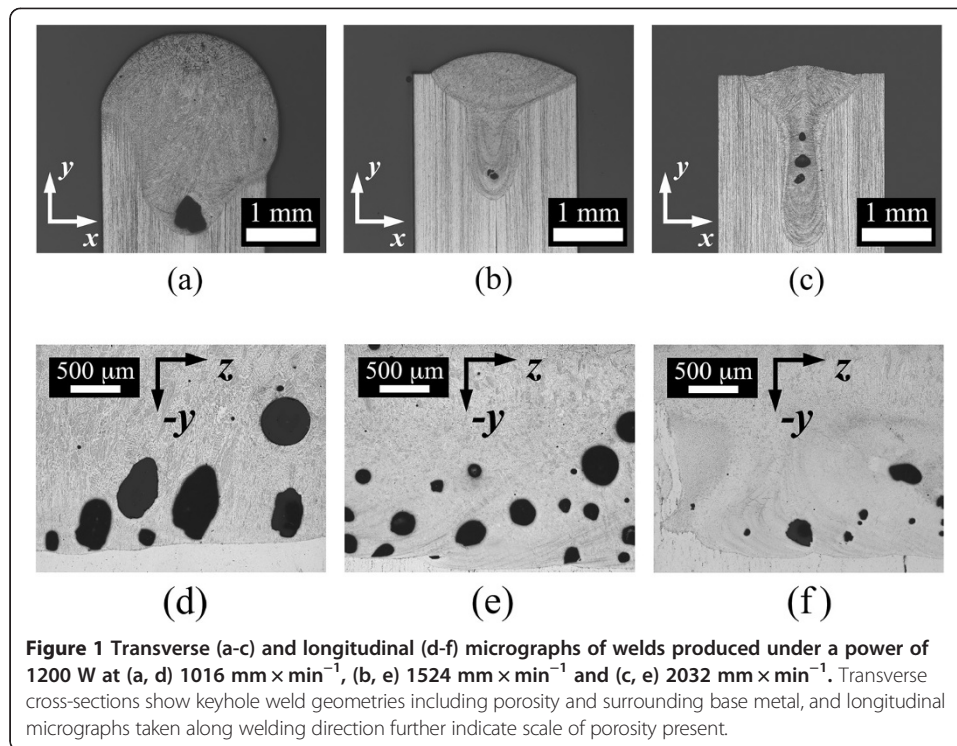 y
x
1 mm
y
x
1 mm
y
x
1 mm
(a)
(b)
(c)
500 µm
z
-y
500 µm
z
-y
500 µm
z
-y
(d)
(e)
(f)
Figure 1 Transverse (a-c) and longitudinal (d-f) micrographs of welds produced under a power of
1200 W at (a, d) 1016 mm × min⁻¹, (b, e) 1524 mm × min⁻¹ and (c, e) 2032 mm × min⁻¹. Transverse
cross-sections show keyhole weld geometries including porosity and surrounding base metal, and longitudinal
micrographs taken along welding direction further indicate scale of porosity present.